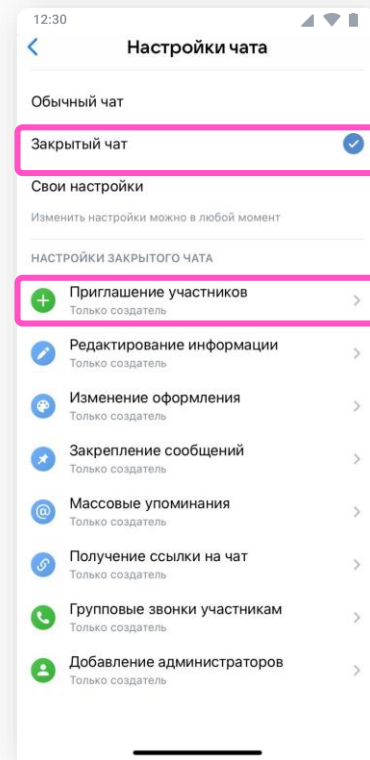 12:30
Настройки чата
Обычный чат
Закрытый чат
Свои настройки
Изменить настройки можно в любой момент
НАСТРОЙКИ ЗАКРЫТОГО ЧАТА
Приглашение участников
Только создатель
Редактирование информации
Только создатель
Изменение оформления
Только создатель
Закрепление сообщений
Только создатель
Массовые упоминания
Только создатель
Получение ссылки на чат
Только создатель
Групповые звонки участникам
Только создатель
Добавление администраторов
Только создатель